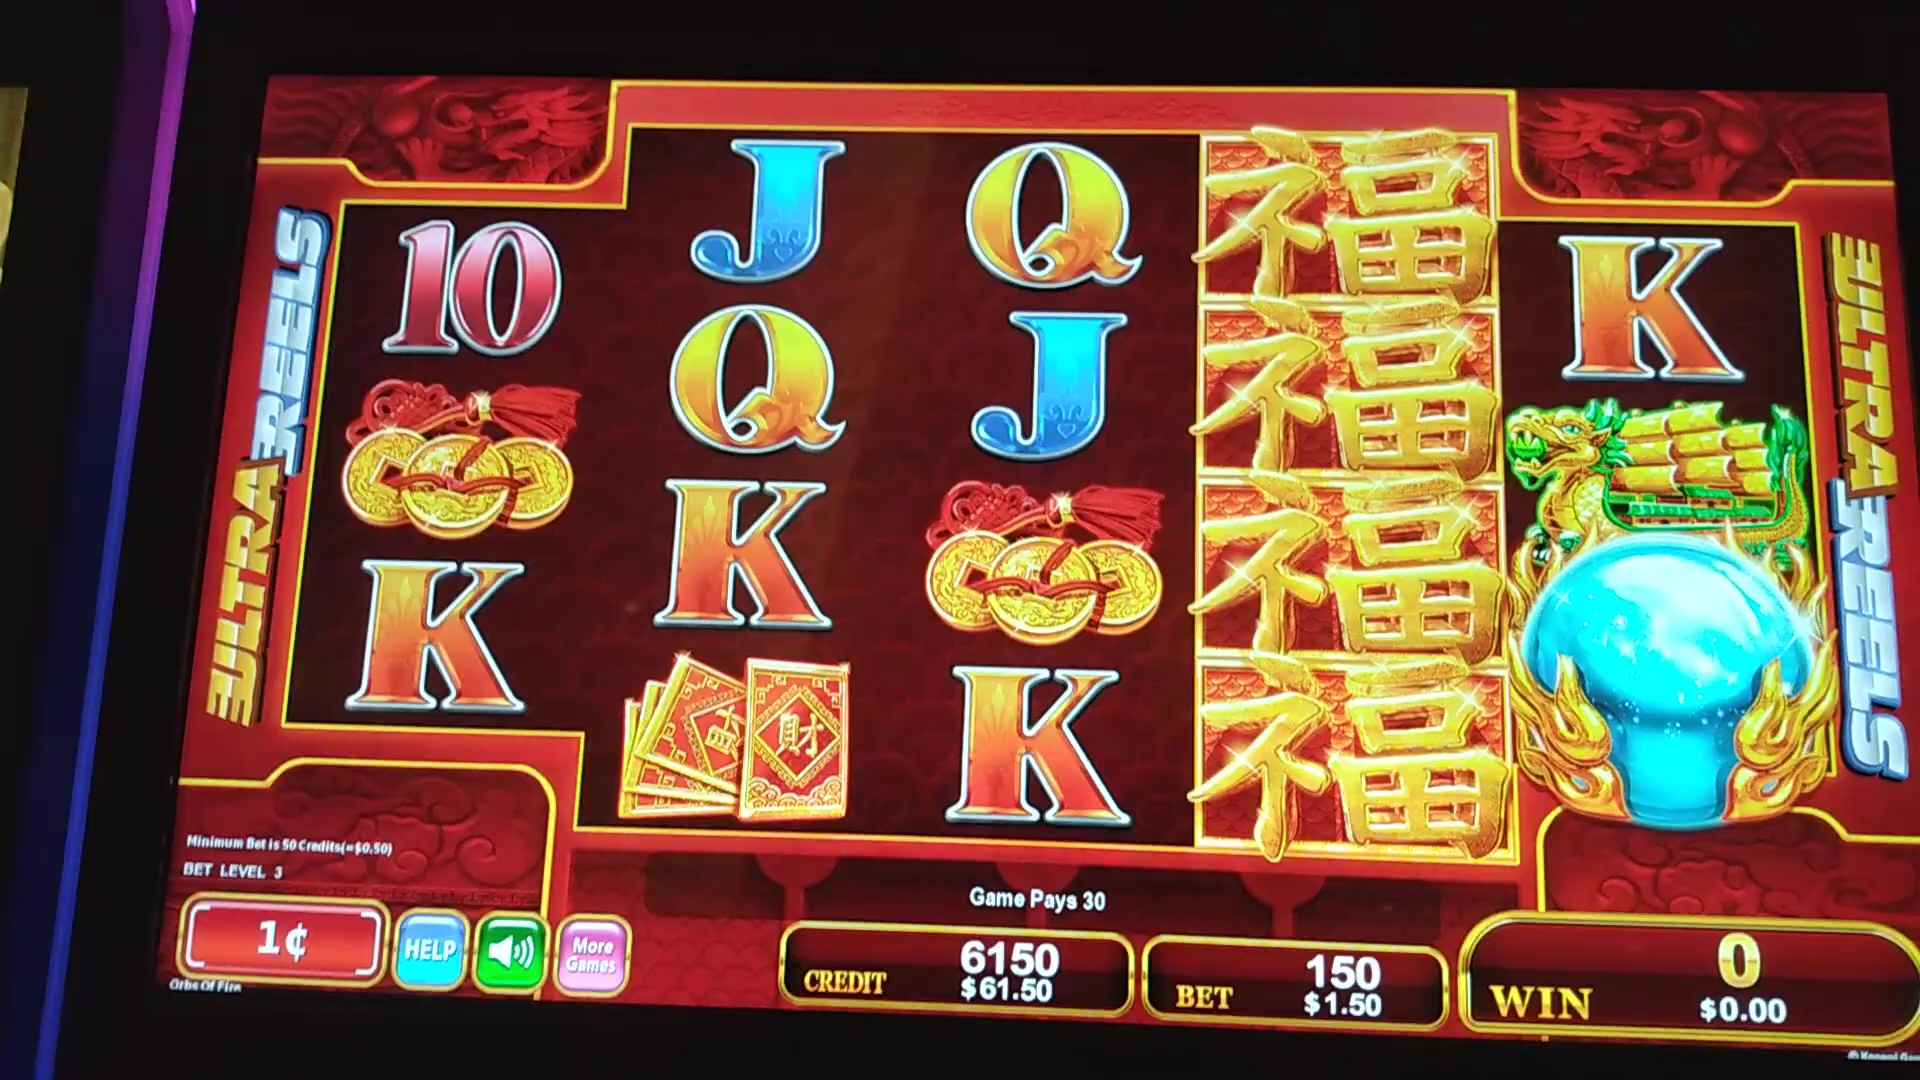 J Q 福
10 K
Q J 福
K 福
K
財 財 K 福
ULTRA REELS
ULTRA REELS
Minimum Bet is 50 Credits(=$0.50)
BET LEVEL 3
Game Pays 30
1¢ HELP More Games
Orbs Of Fire
CREDIT 6150 $61.50
BET 150 $1.50
WIN 0 $0.00